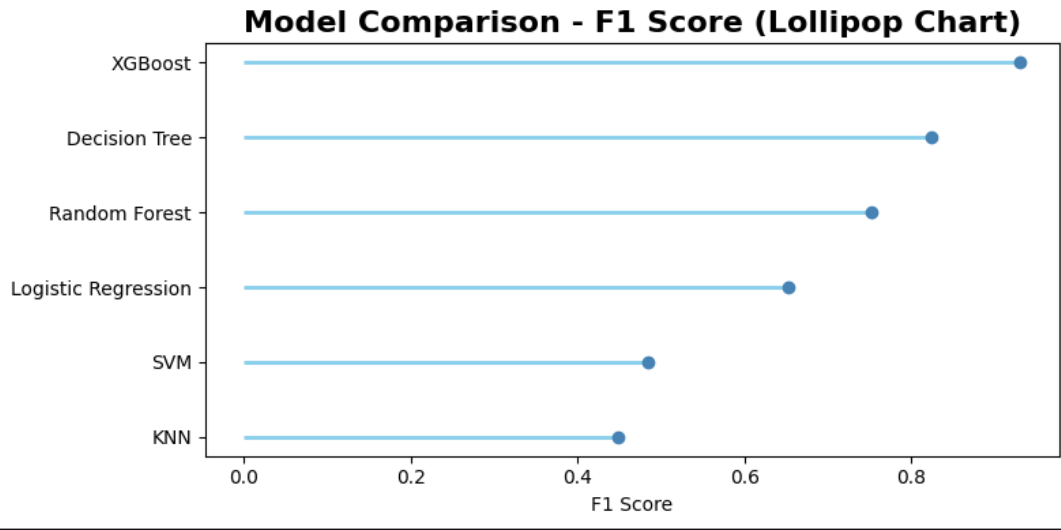 Model Comparison - F1 Score (Lollipop Chart)
XGBoost
Decision Tree
Random Forest
Logistic Regression
SVM
KNN
0.0 0.2 0.4 0.6 0.8
F1 Score